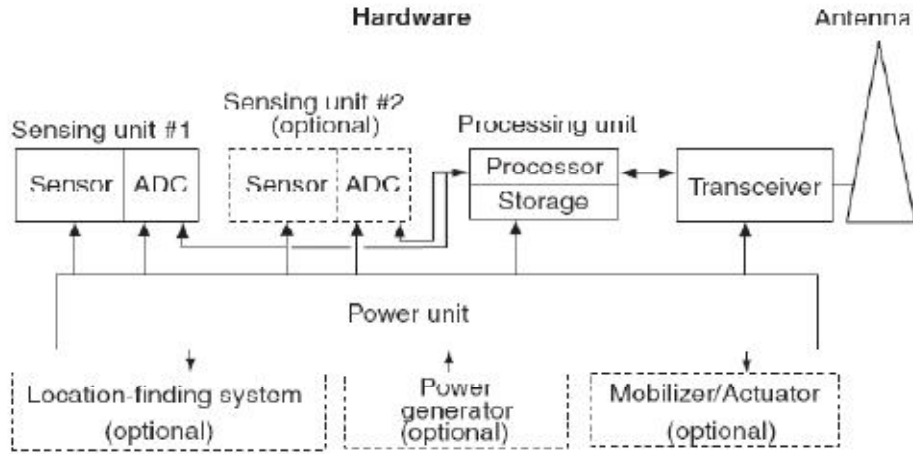 Hardware
Antenna
Sensing unit #1
Sensing unit #2
(optional)
Processing unit
Sensor
ADC
Sensor
ADC
Processor
Storage
Transceiver
Power unit
Location-finding system
(optional)
Power
generator
(optional)
Mobilizer/Actuator
(optional)